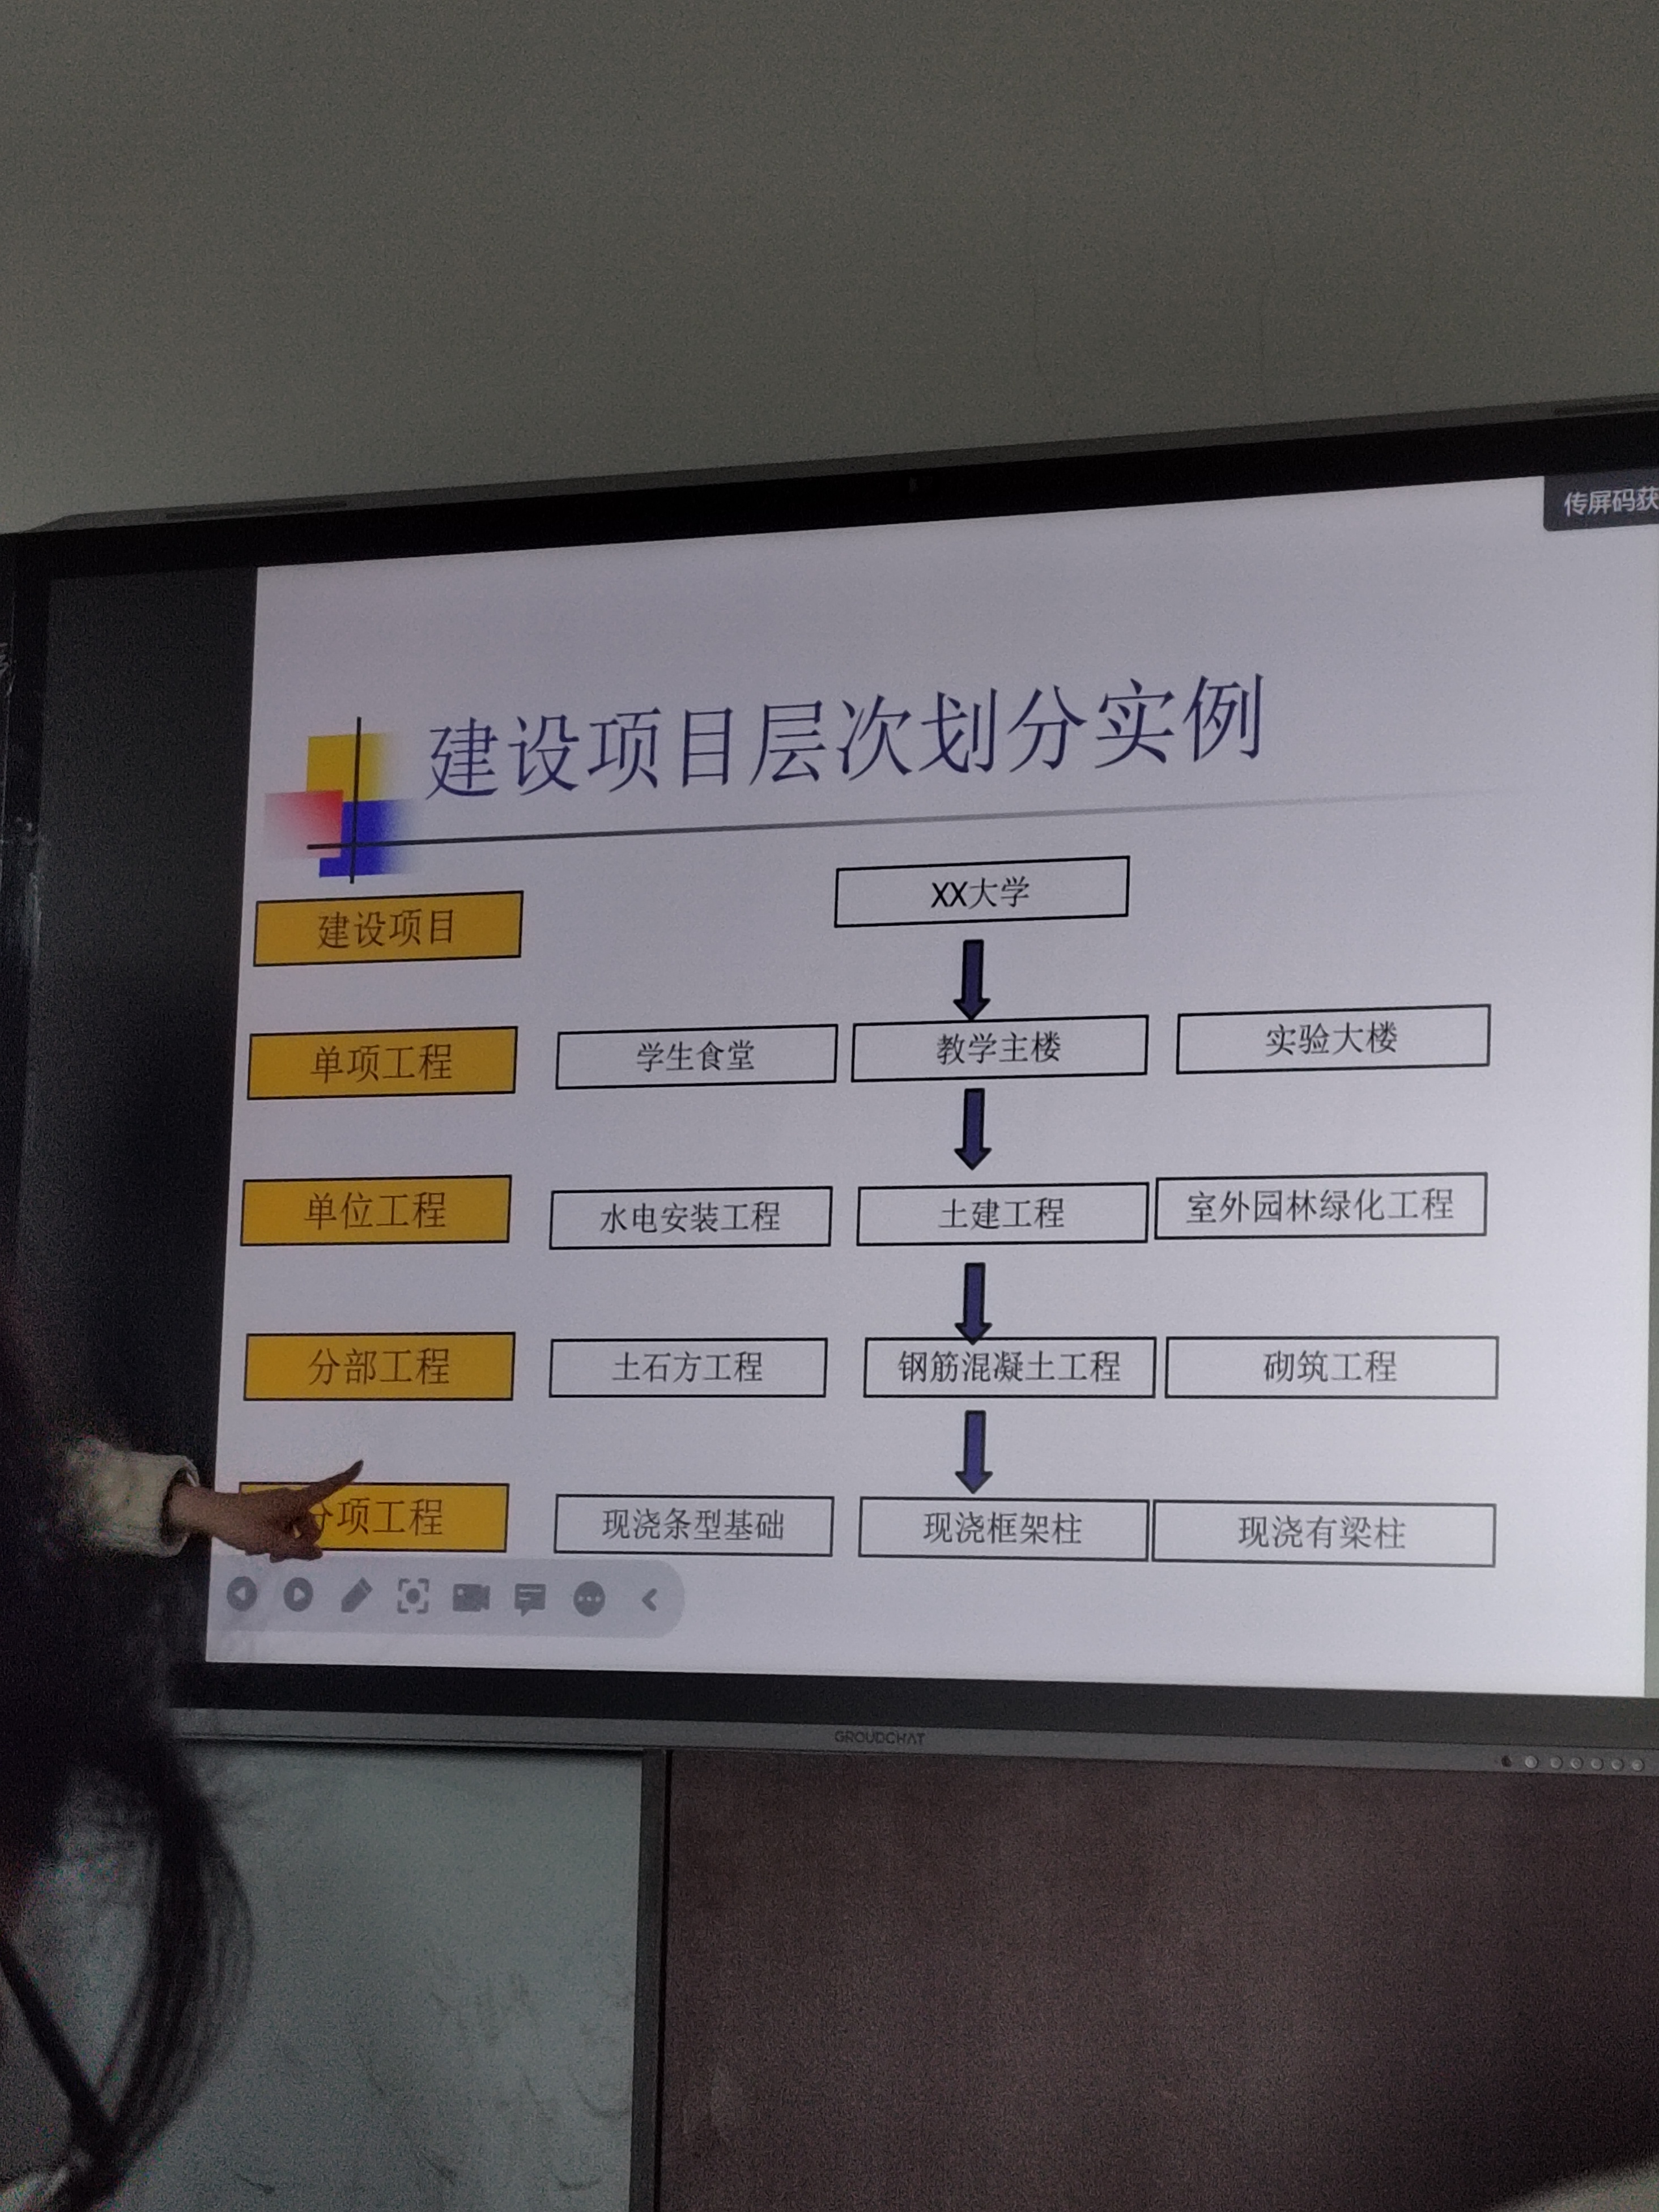 传屏码获
建设项目层次划分实例
建设项目
XX大学
单项工程
学生食堂
教学主楼
实验大楼
单位工程
水电安装工程
土建工程
室外园林绿化工程
分部工程
土石方工程
钢筋混凝土工程
砌筑工程
分项工程
现浇条型基础
现浇框架柱
现浇有梁柱
GROUDCHAT